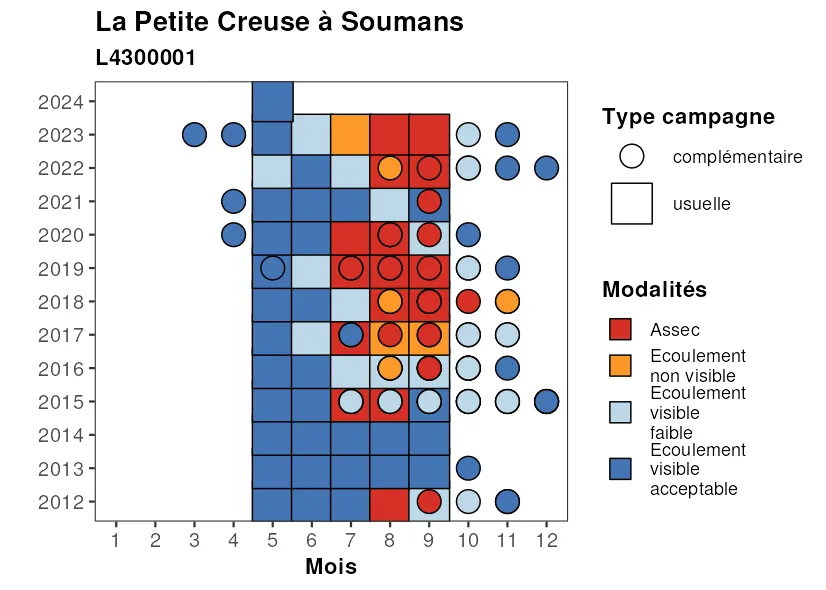 La Petite Creuse à Soumans
L4300001
2024
2023
2022
2021
2020
2019
2018
2017
2016
2015
2014
2013
2012
1 2 3 4 5 6 7 8 9 10 11 12
Mois
Type campagne
complémentaire
usuelle
Modalités
Assec
Ecoulement
non visible
Ecoulement
visible
faible
Ecoulement
visible
acceptable